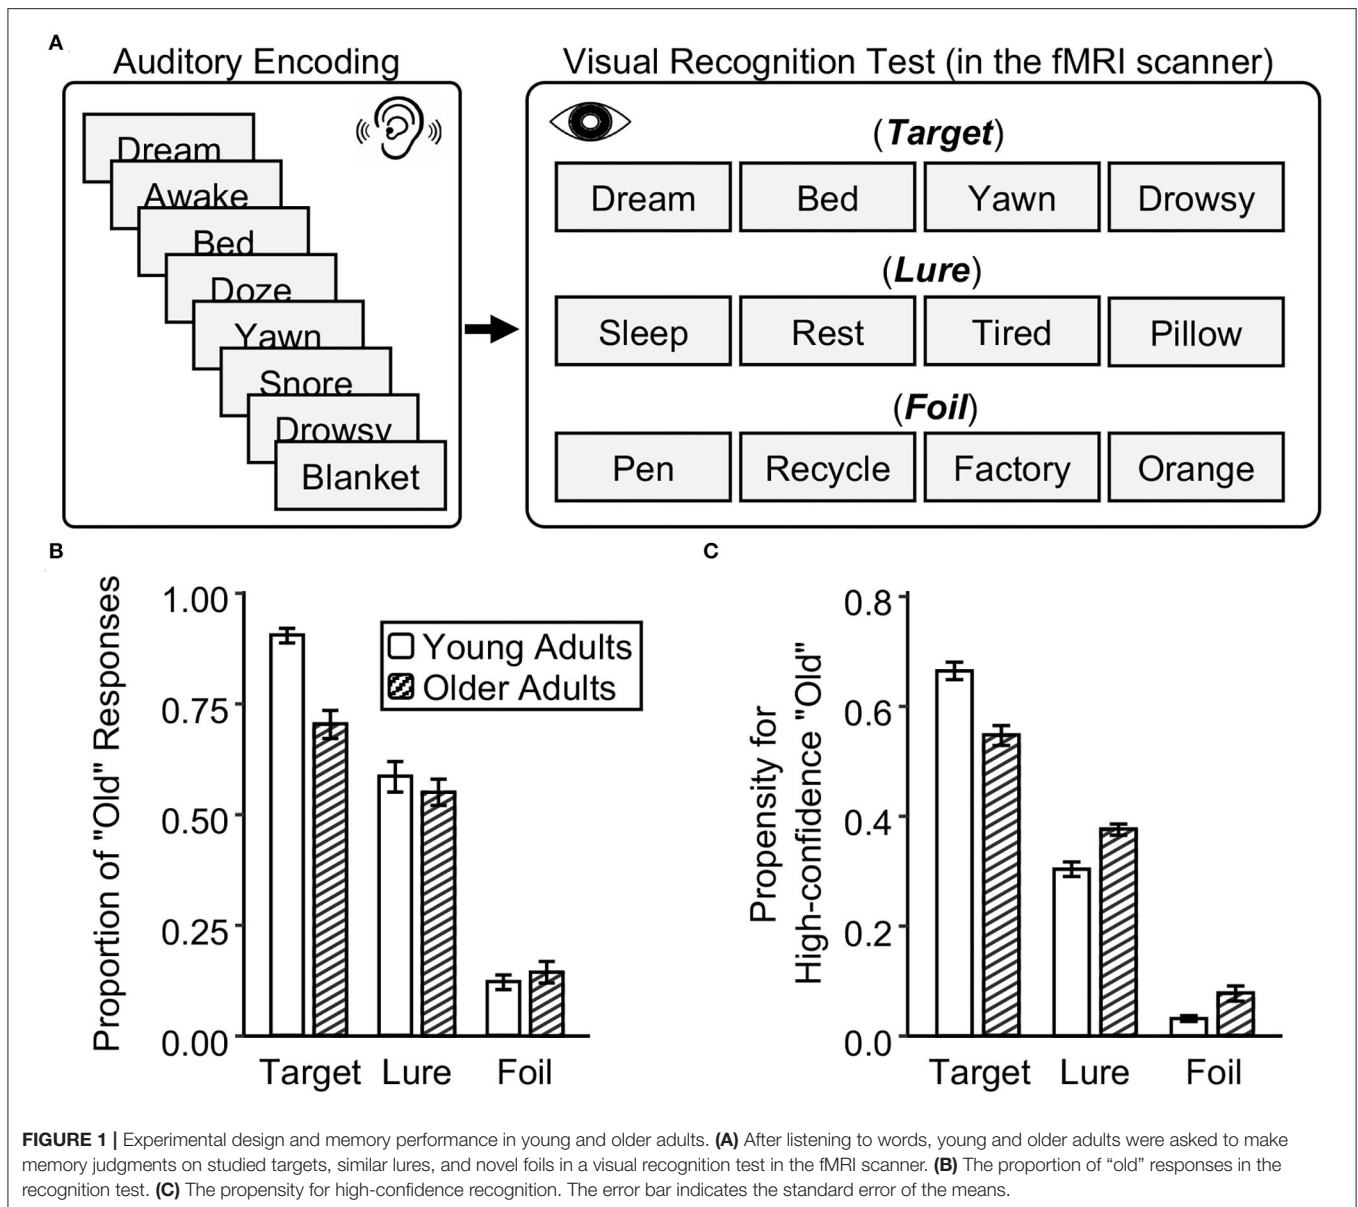 A
Auditory Encoding
Dream
Awake
Bed
Doze
Yawn
Snore
Drowsy
Blanket
Visual Recognition Test (in the fMRI scanner)
(Target)
Dream Bed Yawn Drowsy
(Lure)
Sleep Rest Tired Pillow
(Foil)
Pen Recycle Factory Orange
B
Proportion of "Old" Responses
1.00
0.75
0.50
0.25
0.00
Young Adults
Older Adults
Target Lure Foil
C
Propensity for
High-confidence "Old"
0.8
0.6
0.4
0.2
0.0
Target Lure Foil
FIGURE 1 | Experimental design and memory performance in young and older adults. (A) After listening to words, young and older adults were asked to make
memory judgments on studied targets, similar lures, and novel foils in a visual recognition test in the fMRI scanner. (B) The proportion of “old” responses in the
recognition test. (C) The propensity for high-confidence recognition. The error bar indicates the standard error of the means.